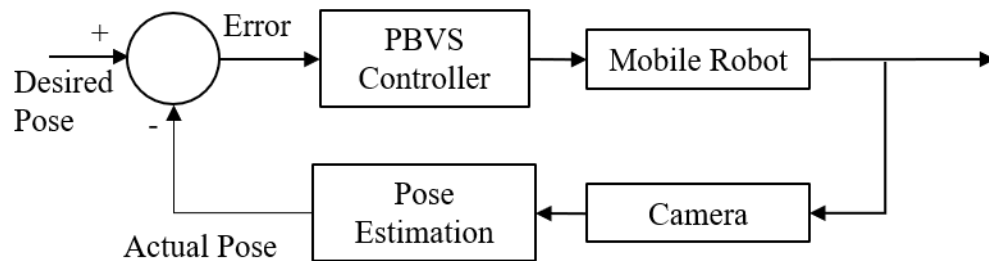 +
Error
PBVS
Controller
Mobile Robot
Desired
Pose
-
Pose
Estimation
Camera
Actual Pose